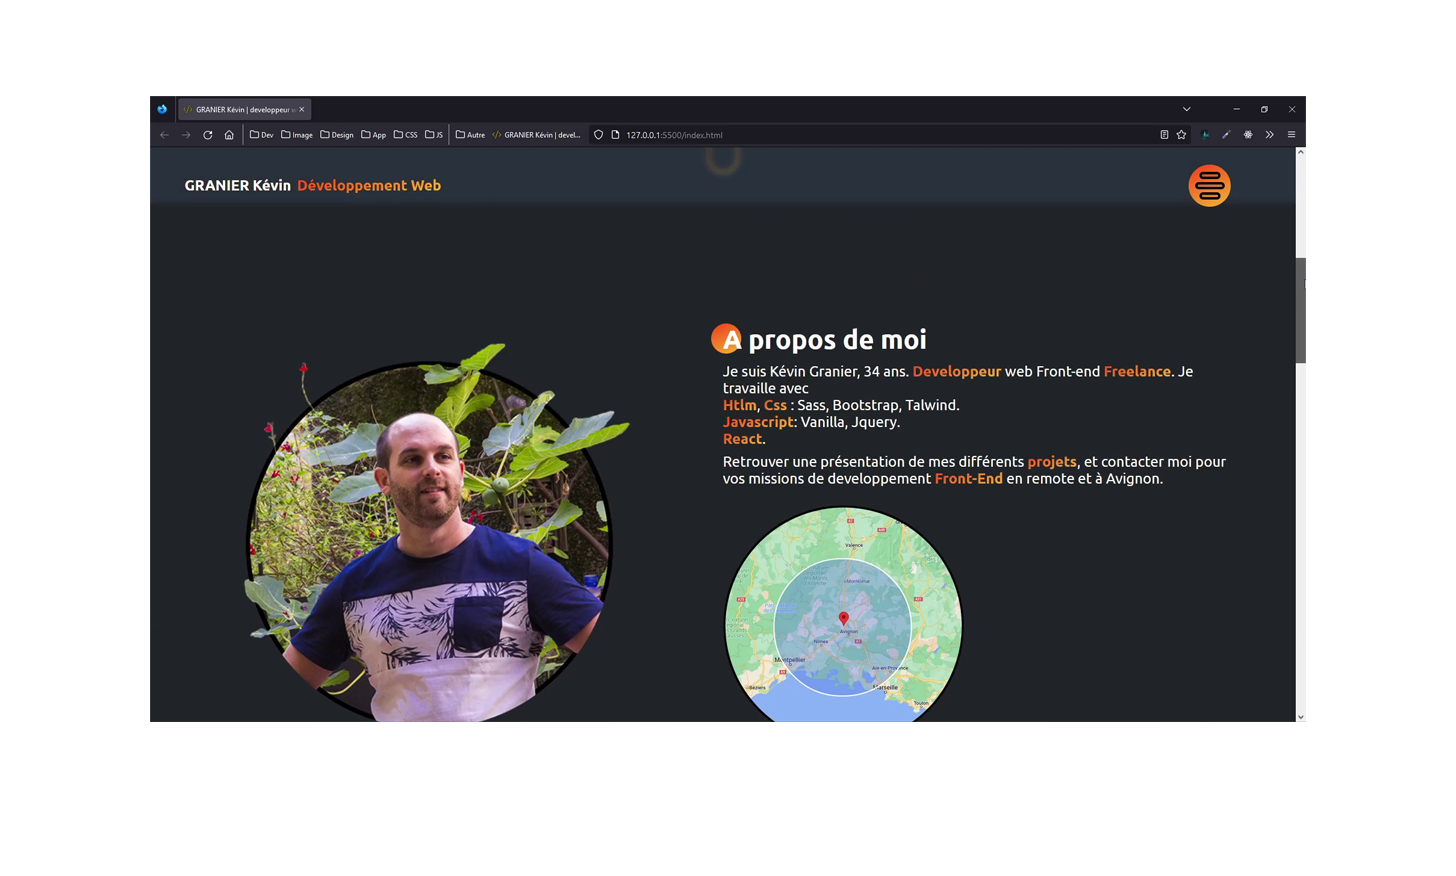 GRANIER Kévin | developpeur w
Dev
Image
Design
App
CSS
JS
Autre
GRANIER Kévin | devel...
127.0.0.1:5500/index.html
GRANIER Kévin Développement Web
A propos de moi
Je suis Kévin Granier, 34 ans. Developpeur web Front-end Freelance. Je
travaille avec
Htlm, Css : Sass, Bootstrap, Talwind.
Javascript: Vanilla, Jquery.
React.
Retrouver une présentation de mes différents projets, et contacter moi pour
vos missions de developpement Front-End en remote et à Avignon.
Valence
Montélimar
Avignon
Nîmes
Montpellier
Aix-en-Provence
Béziers
Marseille
Toulon